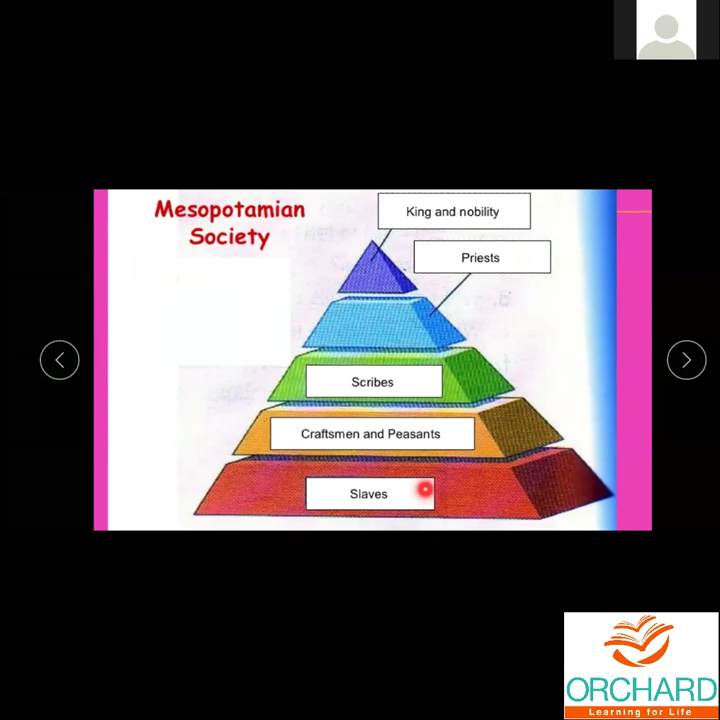 Mesopotamian
Society
King and nobility
Priests
Scribes
Craftsmen and Peasants
Slaves
ORCHARD
Learning for Life